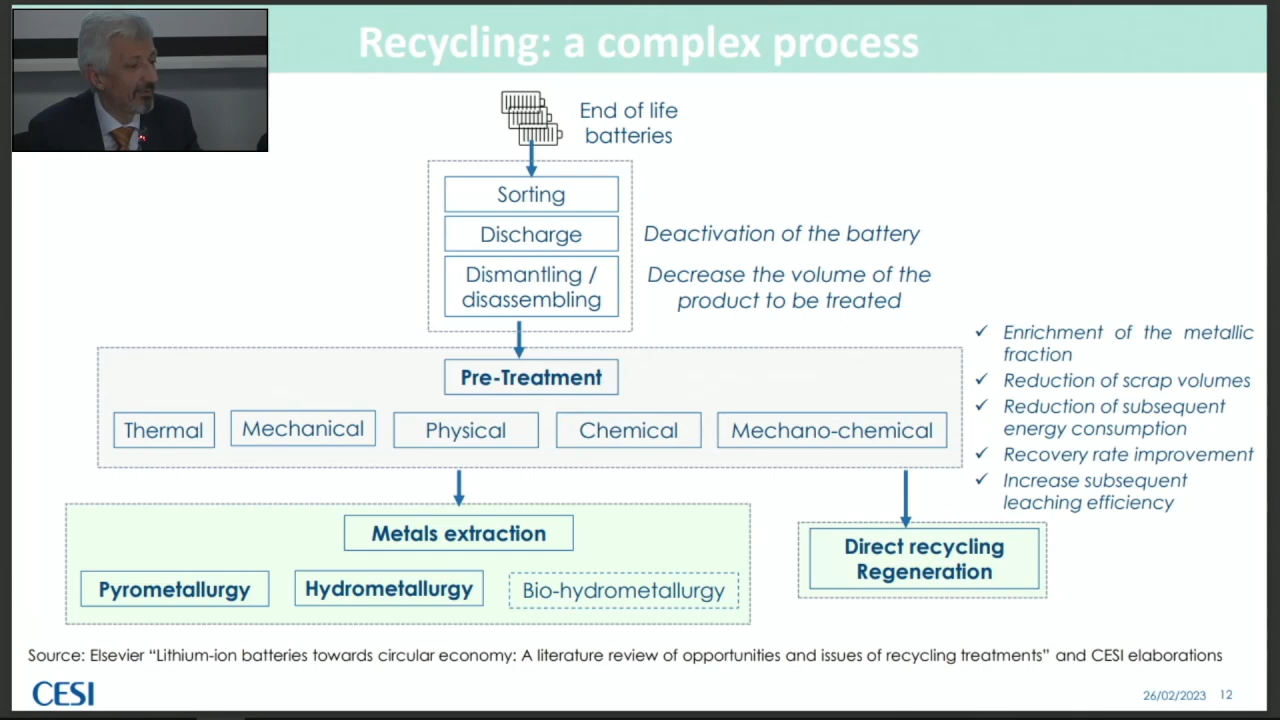 Recycling: a complex process
End of life
batteries
Sorting
Discharge
Deactivation of the battery
Dismantling /
disassembling
Decrease the volume of the
product to be treated
Pre-Treatment
Thermal
Mechanical
Physical
Chemical
Mechano-chemical
✓ Enrichment of the metallic
fraction
✓ Reduction of scrap volumes
✓ Reduction of subsequent
energy consumption
✓ Recovery rate improvement
✓ Increase subsequent
leaching efficiency
Metals extraction
Pyrometallurgy
Hydrometallurgy
Bio-hydrometallurgy
Direct recycling
Regeneration
Source: Elsevier “Lithium-ion batteries towards circular economy: A literature review of opportunities and issues of recycling treatments” and CESI elaborations
CESI
26/02/2023 12